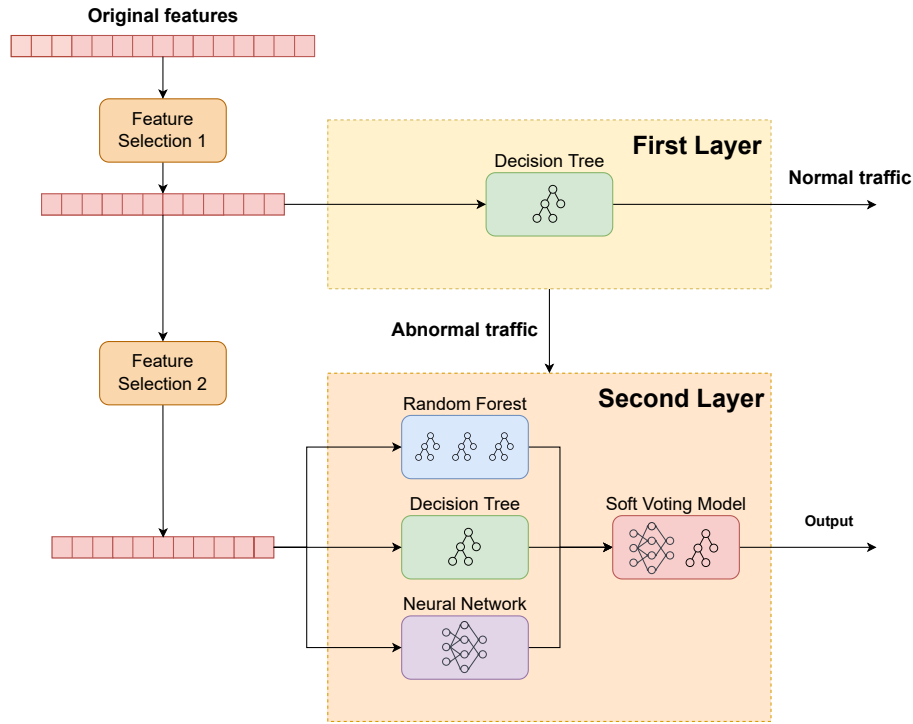 Original features
Feature
Selection 1
First Layer
Decision Tree
Normal traffic
Abnormal traffic
Feature
Selection 2
Second Layer
Random Forest
Decision Tree
Soft Voting Model
Output
Neural Network